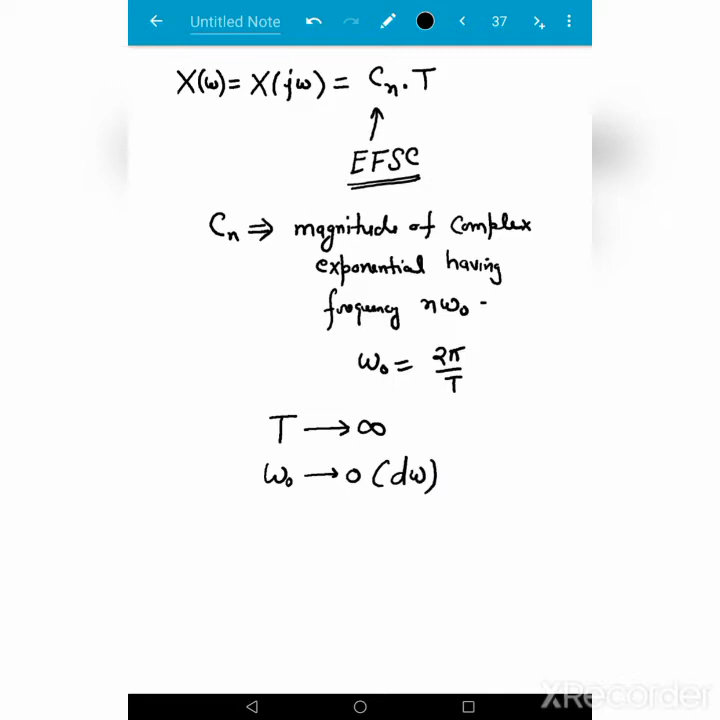 Untitled Note
37
X(ω) = X(jω) = Cn . T
↑
EFSC
Cn ⇒ magnitude of complex
exponential having
frequency nω₀ -
ω₀ = 2π/T
T → ∞
ω₀ → 0 (dω)
XRecorder